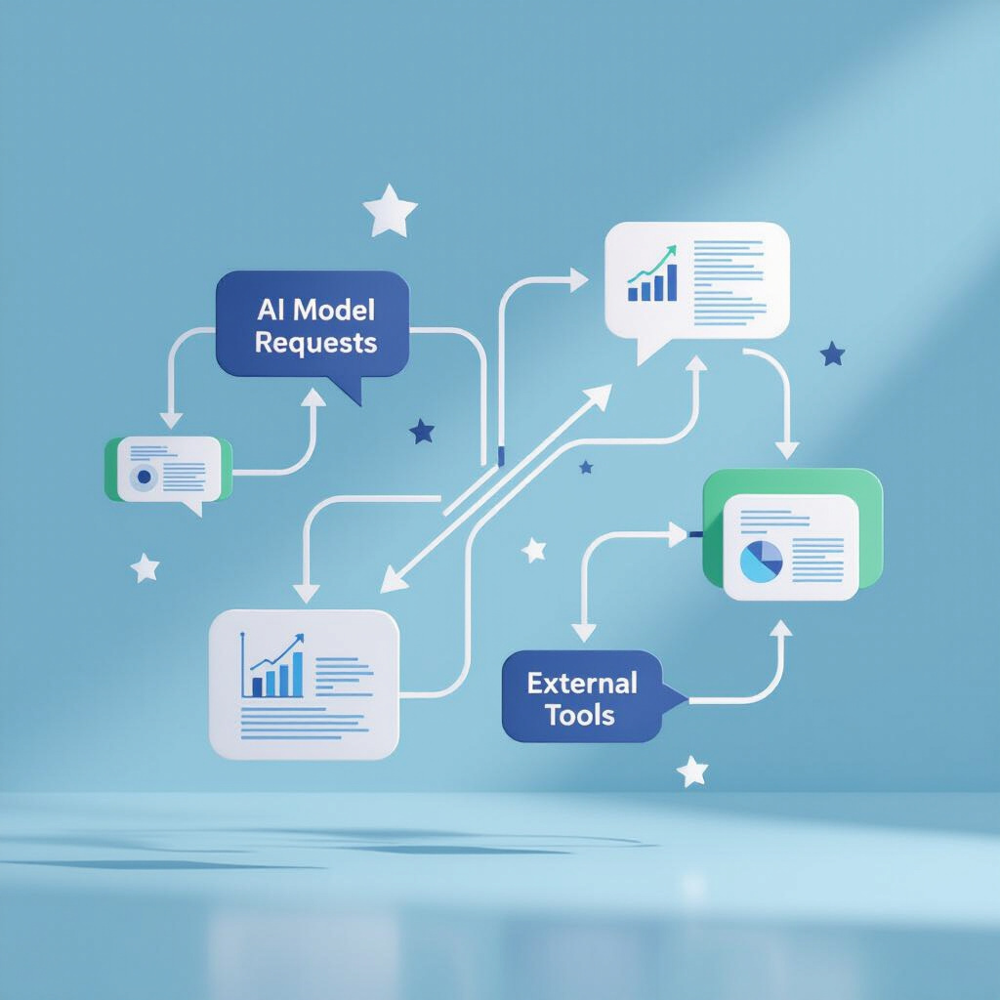 AI Model
Requests
External
Tools